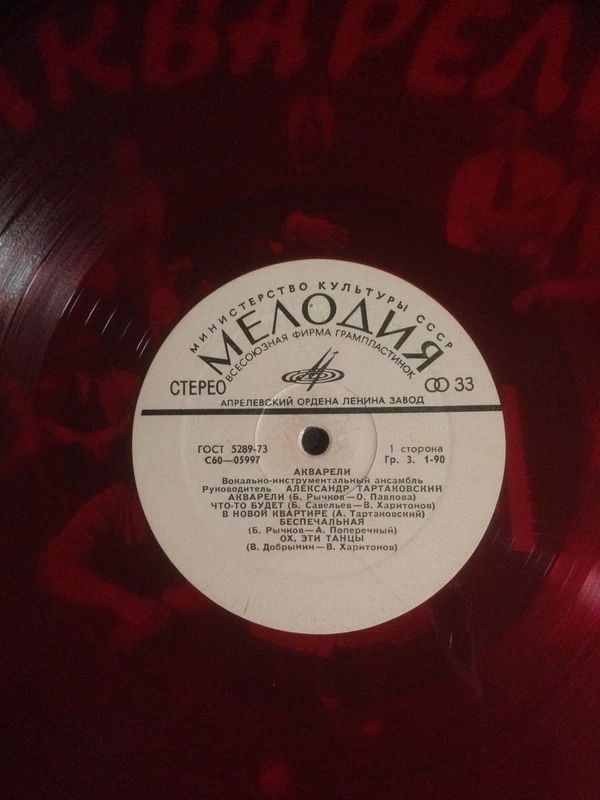 АКВАРЕЛ
МИНИСТЕРСТВО КУЛЬТУРЫ СССР
МЕЛОДИЯ
ВСЕСОЮЗНАЯ ФИРМА ГРАМПЛАСТИНОК
СТЕРЕО 33
АПРЕЛЕВСКИЙ ОРДЕНА ЛЕНИНА ЗАВОД
ГОСТ 5289-73 1 сторона
С60—05997 Гр. 3. 1-90
АКВАРЕЛИ
Вокально-инструментальный ансамбль
Руководитель АЛЕКСАНДР ТАРТАКОВСКИЙ
АКВАРЕЛИ (Б. Рычков—О. Павлова)
ЧТО-ТО БУДЕТ (Б. Савельев—В. Харитонов)
В НОВОЙ КВАРТИРЕ (А. Тартаковский)
БЕСПЕЧАЛЬНАЯ
(Б. Рычков—А. Поперечный)
ОХ, ЭТИ ТАНЦЫ
(В. Добрынин—В. Харитонов)